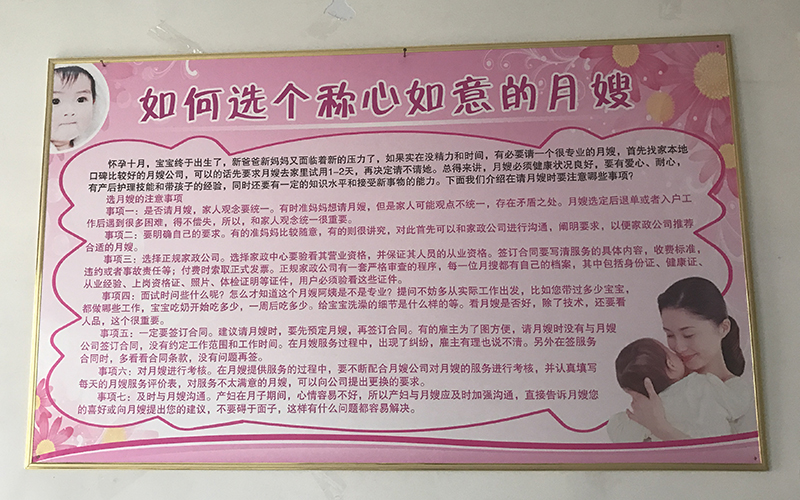 如何选个称心如意的月嫂
怀孕十月，宝宝终于出生了，新爸爸新妈妈又面临着新的压力了，如果实在没精力和时间，有必要请一个很专业的月嫂，首先找家本地
口碑比较好的月嫂公司，可以的话先要求月嫂去家里试用1-2天，再决定请不请她。总得来讲，月嫂必须健康状况良好，要有爱心、耐心，
有产后护理技能和带孩子的经验，同时还要有一定的知识水平和接受新事物的能力。下面我们介绍在请月嫂时要注意哪些事项？
选月嫂的注意事项
事项一：是否请月嫂，家人观念要统一。有时准妈妈想请月嫂，但是家人可能观点不统一，存在矛盾之处。月嫂选定后退单或者入户工
作后遇到很多困难，得不偿失，所以，和家人观念统一很重要。
事项二：要明确自己的要求。有的准妈妈比较随意，有的则很讲究，对此首先可以和家政公司进行沟通，阐明要求，以便家政公司推荐
合适的月嫂。
事项三：选择正规家政公司。选择家政中心要验看其营业资格，并保证其人员的从业资格。签订合同要写清服务的具体内容，收费标准，
违约或者事故责任等；付费时索取正式发票。正规家政公司有一套严格审查的程序，每一位月嫂都有自己的档案，其中包括身份证、健康证、
从业经验、上岗资格证、照片、体检证明等证件，用户必须验看这些证件。
事项四：面试时问些什么呢？怎么才知道这个月嫂阿姨是不是专业？提问不妨多从实际工作出发，比如您带过多少宝宝，
都做哪些工作，宝宝吃奶开始吃多少，一周后吃多少。给宝宝洗澡的细节是什么样的等。看月嫂是否好，除了技术，还要看
人品，这个很重要。
事项五：一定要签订合同。建议请月嫂时，要先预定月嫂，再签订合同。有的雇主为了图方便，请月嫂时没有与月嫂
公司签订合同，没有约定工作范围和工作时间。在月嫂服务过程中，出现了纠纷，雇主有理也说不清。另外在签服务
合同时，多看看合同条款，没有问题再签。
事项六：对月嫂进行考核。在月嫂提供服务的过程中，要不断配合月嫂公司对月嫂的服务进行考核，并认真填写
每天的月嫂服务评价表，对服务不太满意的月嫂，可以向公司提出更换的要求。
事项七：及时与月嫂沟通。产妇在月子期间，心情容易不好，所以产妇与月嫂应及时加强沟通，直接告诉月嫂您
的喜好或向月嫂提出您的建议，不要碍于面子，这样有什么问题都容易解决。